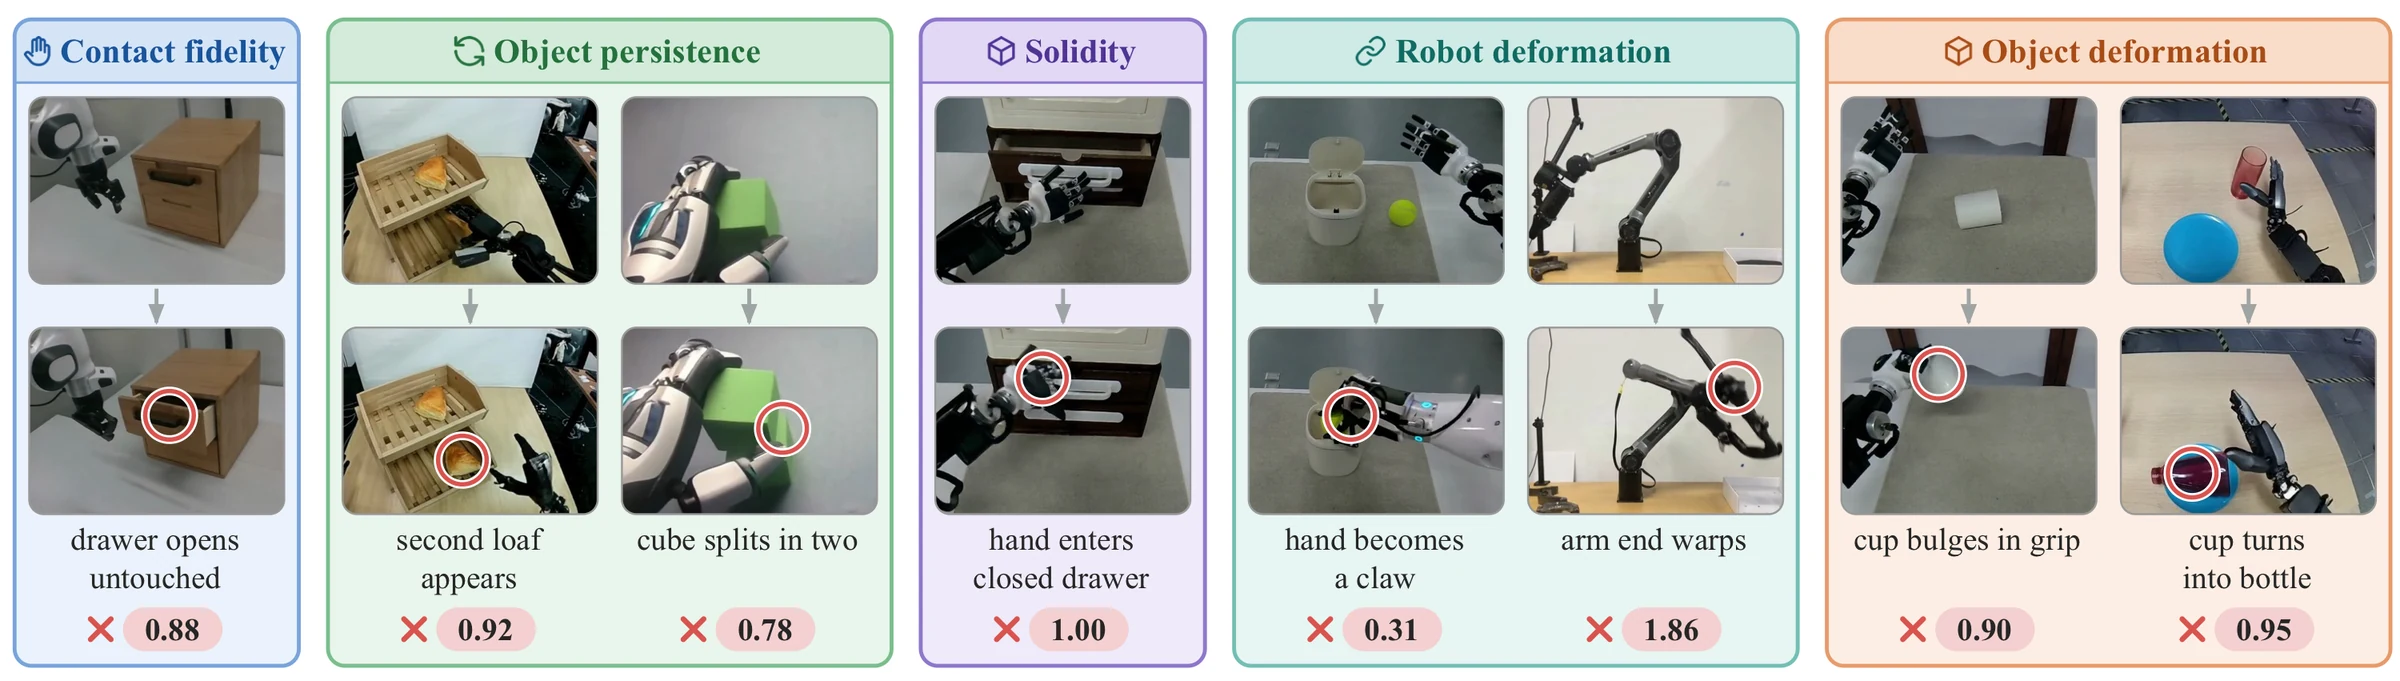 Contact fidelity
Object persistence
Solidity
Robot deformation
Object deformation
drawer opens
untouched
second loaf
appears
cube splits in two
hand enters
closed drawer
hand becomes
a claw
arm end warps
cup bulges in grip
cup turns
into bottle
0.88
0.92
0.78
1.00
0.31
1.86
0.90
0.95